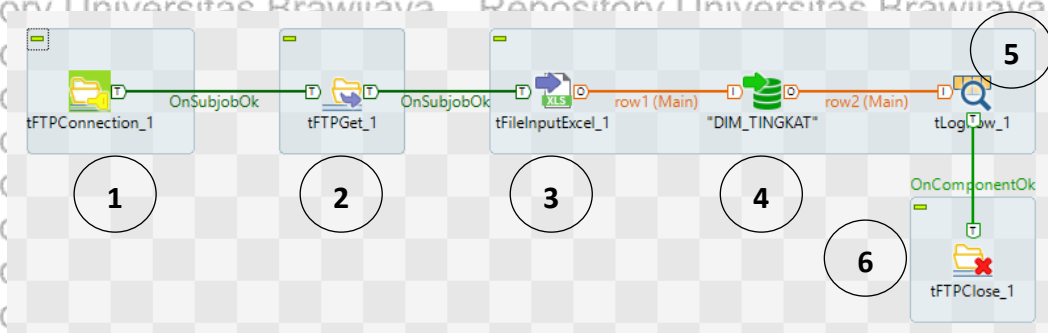 ory Universitas Brawijaya Repository Universitas Brawijaya
5
T OnSubjobOk T T OnSubjobOk T XLS O row1 (Main) I O row2 (Main) I
tFTPConnection_1 tFTPGet_1 tFileInputExcel_1 "DIM_TINGKAT" tLogRow_1
T
1 2 3 4
OnComponentOk
T
6
tFTPClose_1